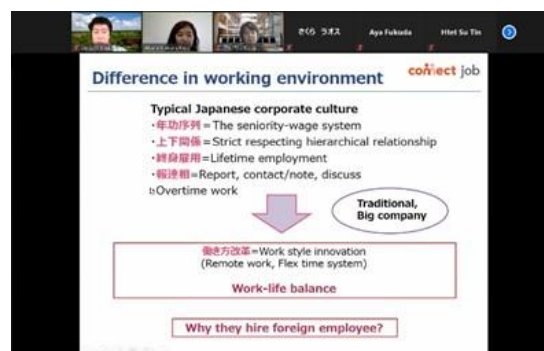 さくら ラオス
Aya Fukuda
Htet Su Tin
Difference in working environment
connect job
Typical Japanese corporate culture
・年功序列=The seniority-wage system
・上下関係=Strict respecting hierarchical relationship
・終身雇用=Lifetime employment
・報連相=Report, contact/note, discuss
Overtime work
Traditional,
Big company
働き方改革=Work style innovation
(Remote work, Flex time system)
Work-life balance
Why they hire foreign employee?